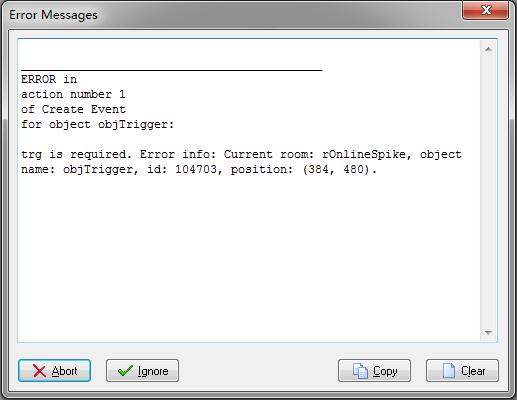 Error Messages
___________________________________________
ERROR in
action number 1
of Create Event
for object objTrigger:
trg is required. Error info: Current room: rOnlineSpike, object
name: objTrigger, id: 104703, position: (384, 480).
Abort
Ignore
Copy
Clear